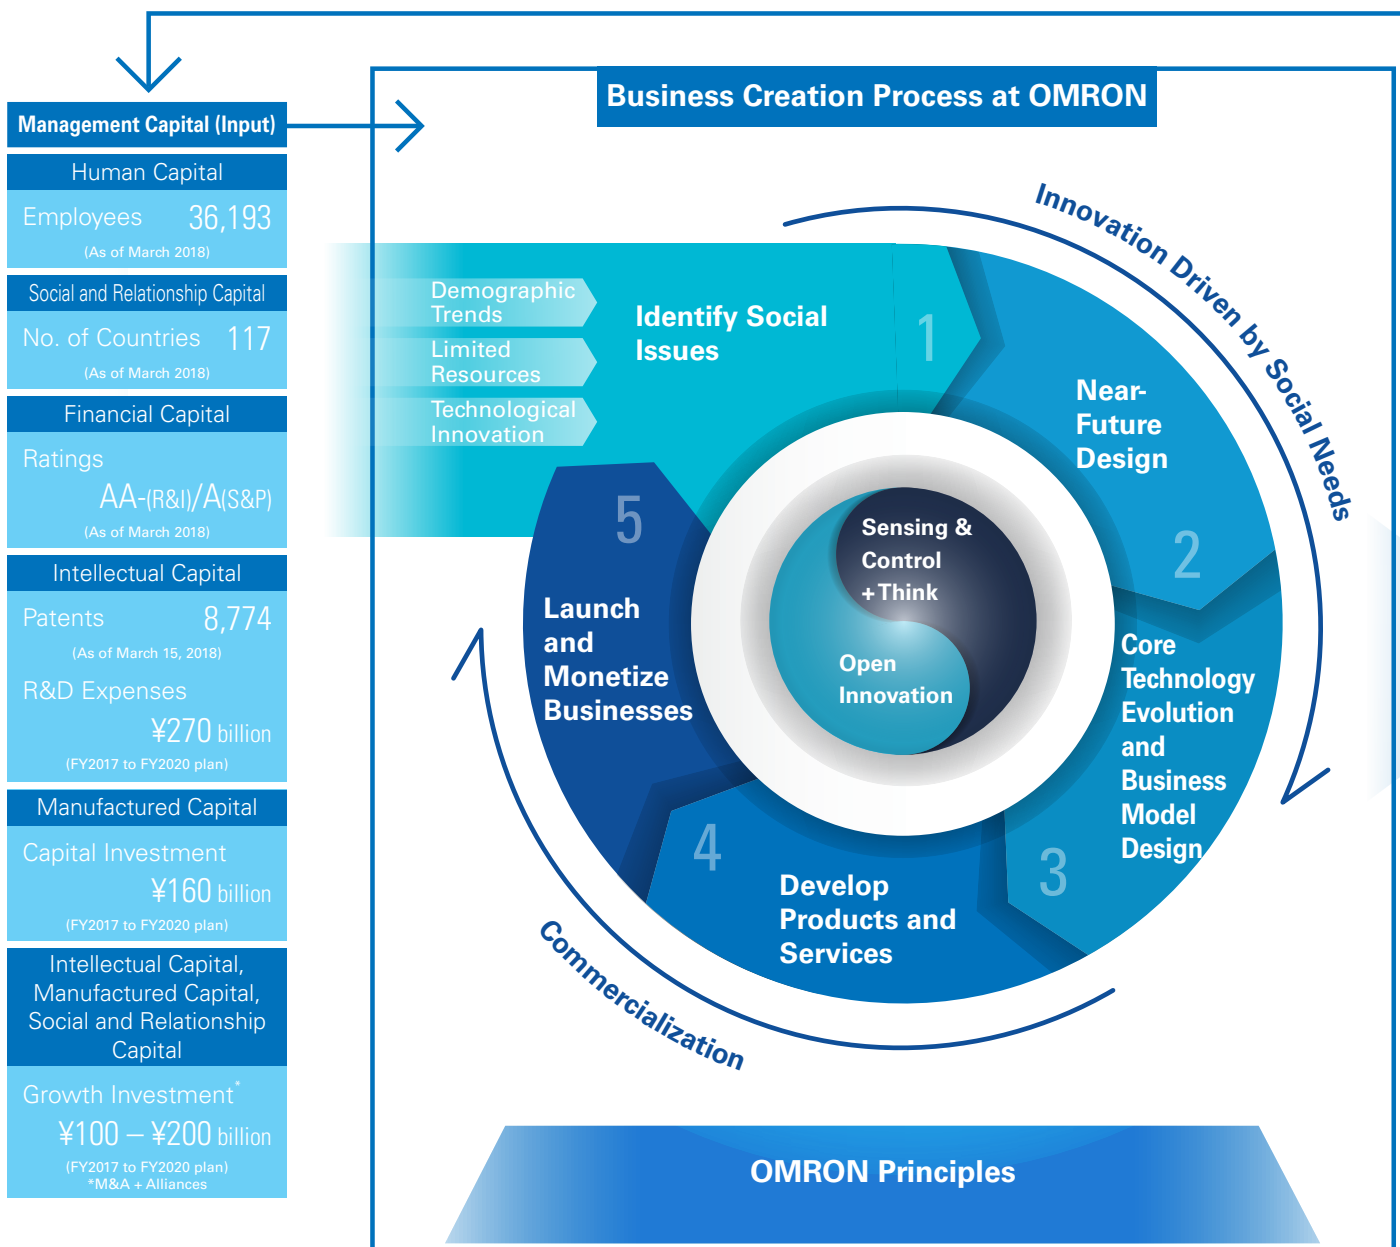 Business Creation Process at OMRON
Management Capital (Input)
Human Capital
Employees 36,193
(As of March 2018)
Social and Relationship Capital
No. of Countries 117
(As of March 2018)
Financial Capital
Ratings
AA-(R&I)/A(S&P)
(As of March 2018)
Intellectual Capital
Patents 8,774
(As of March 15, 2018)
R&D Expenses
¥270 billion
(FY2017 to FY2020 plan)
Manufactured Capital
Capital Investment
¥160 billion
(FY2017 to FY2020 plan)
Intellectual Capital,
Manufactured Capital,
Social and Relationship
Capital
Growth Investment*
¥100 – ¥200 billion
(FY2017 to FY2020 plan)
*M&A + Alliances
Demographic
Trends
Limited
Resources
Technological
Innovation
Identify Social
Issues
1
Innovation Driven by Social Needs
Near-
Future
Design
2
Core
Technology
Evolution
and
Business
Model
Design
3
Develop
Products and
Services
4
Launch
and
Monetize
Businesses
5
Commercialization
Sensing &
Control
+Think
Open
Innovation
OMRON Principles